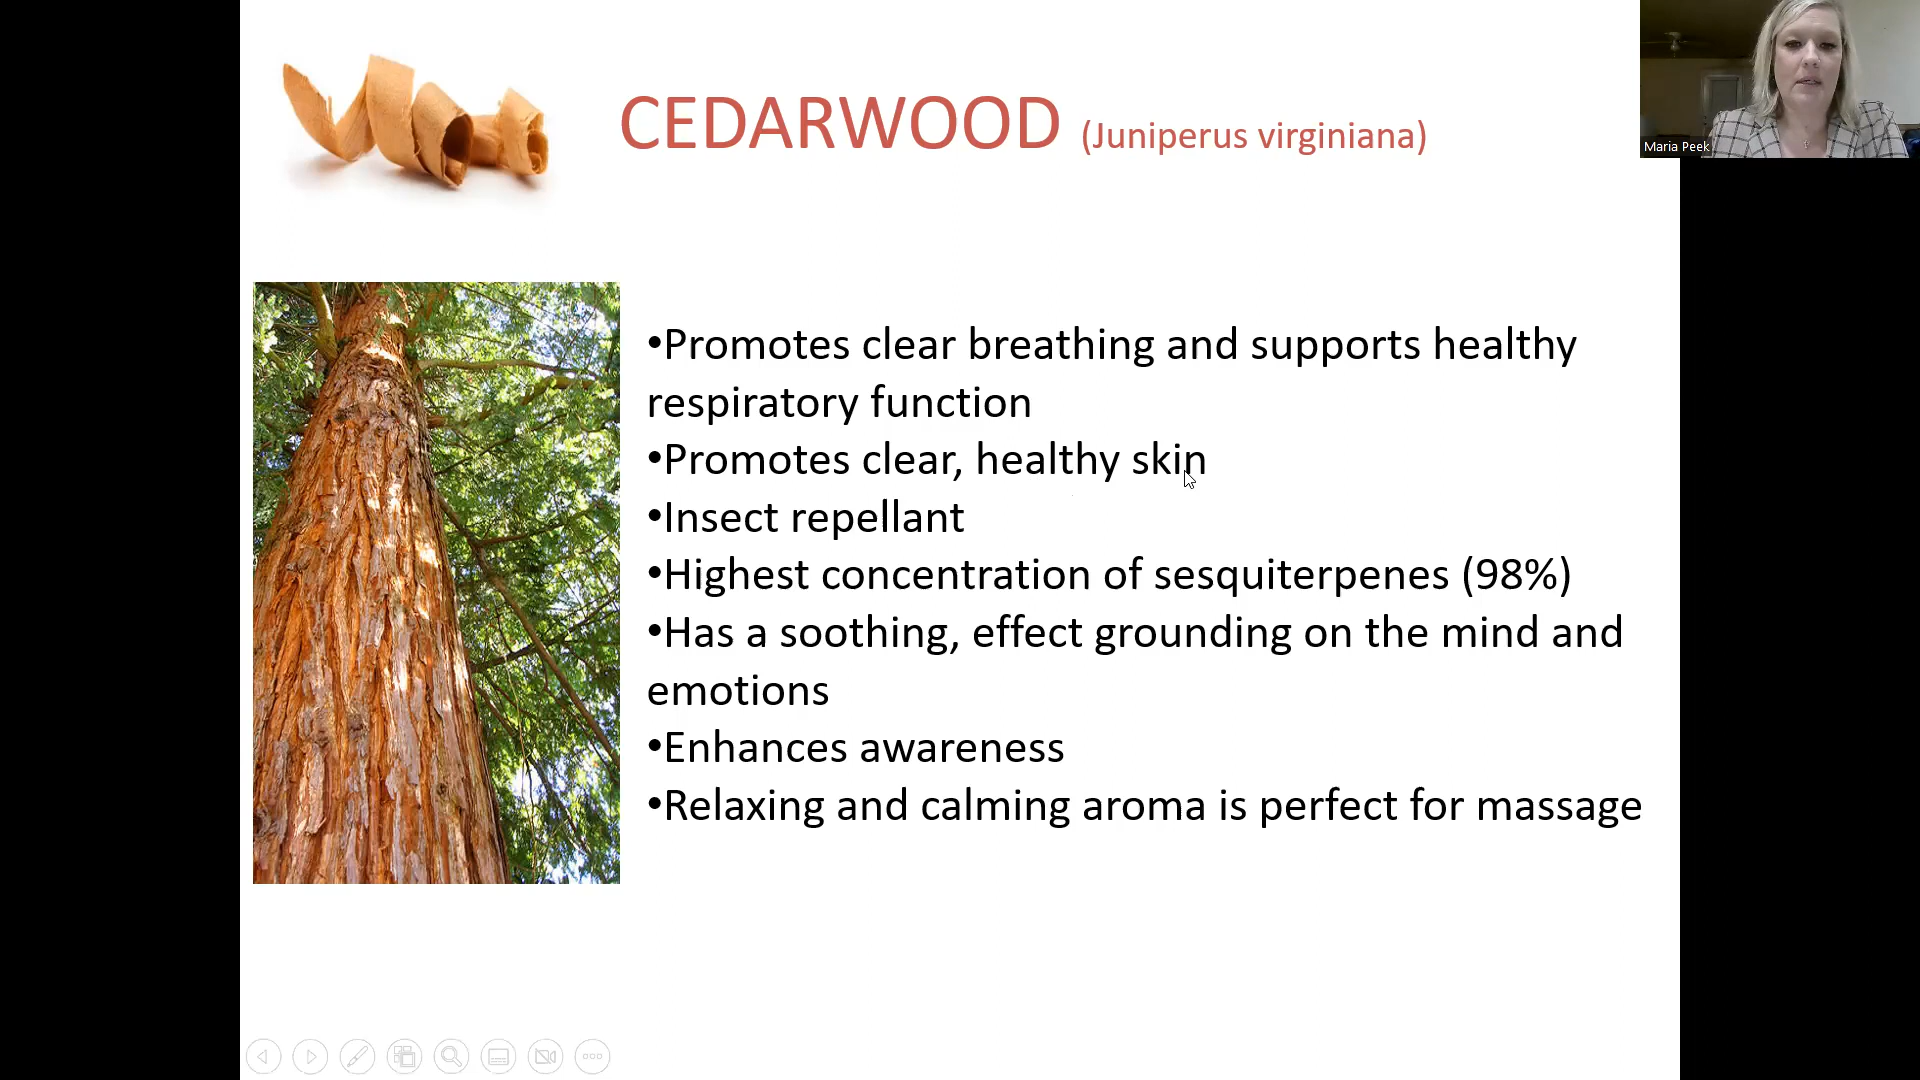 CEDARWOOD (Juniperus virginiana)
Maria Peek
•Promotes clear breathing and supports healthy
respiratory function
•Promotes clear, healthy skin
•Insect repellant
•Highest concentration of sesquiterpenes (98%)
•Has a soothing, effect grounding on the mind and
emotions
•Enhances awareness
•Relaxing and calming aroma is perfect for massage